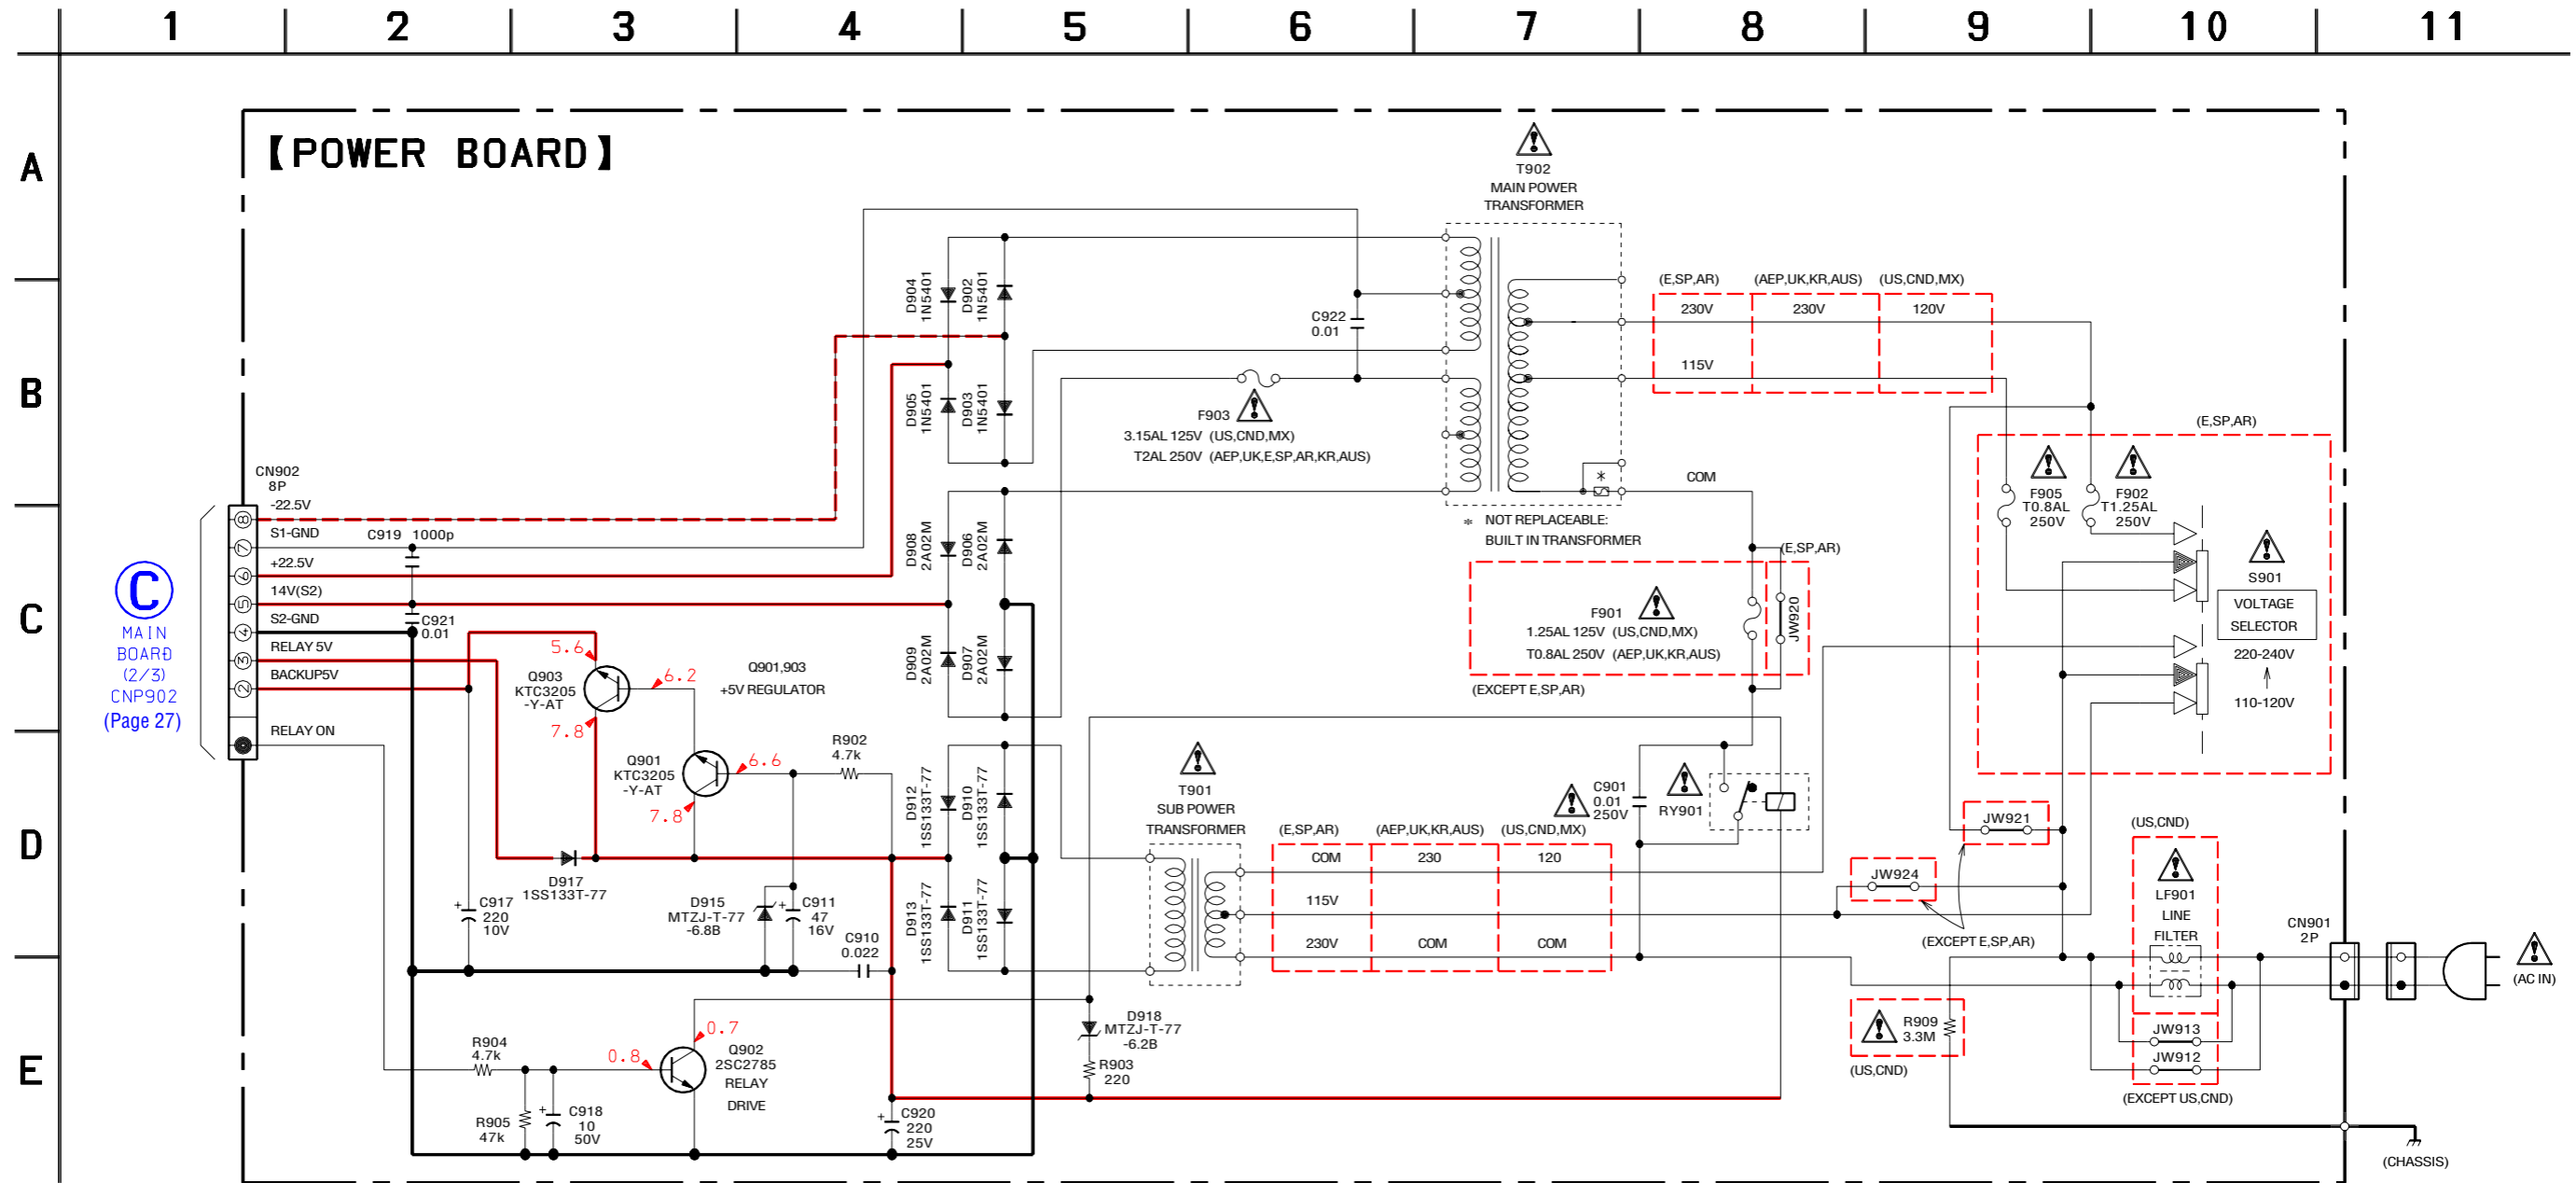 1 2 3 4 5 6 7 8 9 10 11
A
B
C
D
E
【POWER BOARD】
T902
MAIN POWER
TRANSFORMER
D904
1N5401
D902
1N5401
D905
1N5401
D903
1N5401
C922
0.01
F903
3.15AL 125V (US,CND,MX)
T2AL 250V (AEP,UK,E,SP,AR,KR,AUS)
(E,SP,AR) (AEP,UK,KR,AUS) (US,CND,MX)
230V 230V 120V
115V
COM
*
* NOT REPLACEABLE:
BUILT IN TRANSFORMER
(E,SP,AR)
F905
T0.8AL
250V
F902
T1.25AL
250V
S901
VOLTAGE
SELECTOR
220-240V
110-120V
CN902
8P
8 -22.5V
7 S1-GND
6 +22.5V
5 14V(S2)
4 S2-GND
3 RELAY 5V
2 BACKUP5V
RELAY ON
C
MAIN
BOARD
(2/3)
CNP902
(Page 27)
C919 1000p
C921
0.01
D908
2A02M
D906
2A02M
D909
2A02M
D907
2A02M
(E,SP,AR)
F901
1.25AL 125V (US,CND,MX)
T0.8AL 250V (AEP,UK,KR,AUS)
JW920
(EXCEPT E,SP,AR)
5.6
6.2
7.8
Q903
KTC3205
-Y-AT
Q901,903
+5V REGULATOR
Q901
KTC3205
-Y-AT
6.6
7.8
R902
4.7k
D912
1SS133T-77
D910
1SS133T-77
D913
1SS133T-77
D911
1SS133T-77
T901
SUB POWER
TRANSFORMER
(E,SP,AR) (AEP,UK,KR,AUS) (US,CND,MX)
COM 230 120
115V
230V COM COM
C901
0.01
250V
RY901
JW921
JW924
(EXCEPT E,SP,AR)
(US,CND)
LF901
LINE
FILTER
CN901
2P
(AC IN)
D917
1SS133T-77
C917
220
10V
+
D915
MTZJ-T-77
-6.8B
C911
47
16V
+
C910
0.022
D918
MTZJ-T-77
-6.2B
R903
220
R904
4.7k
0.8
0.7
Q902
2SC2785
RELAY
DRIVE
R905
47k
C918
10
50V
+
C920
220
25V
+
R909
3.3M
(US,CND)
JW913
JW912
(EXCEPT US,CND)
(CHASSIS)